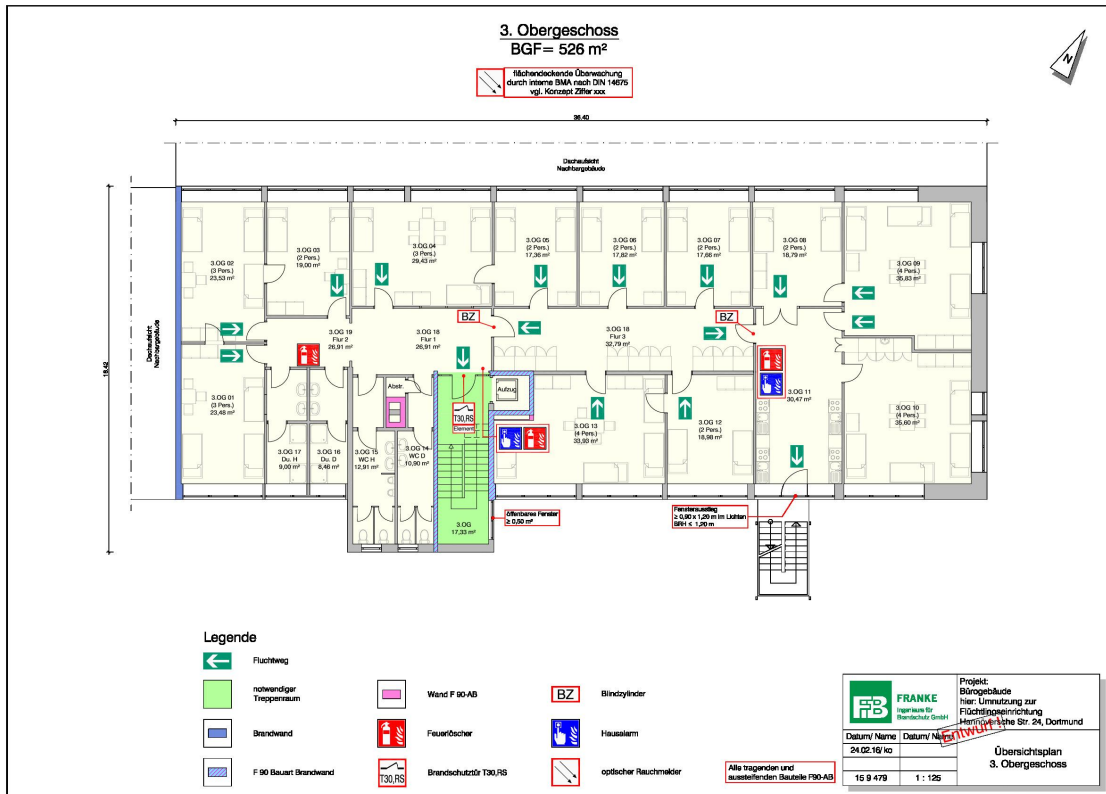 3. Obergeschoss
BGF= 526 m²
N
flächendeckende Überwachung
durch interne BMA nach DIN 14675
vgl. Konzept Ziffer xxx
36.40
Dachaufsicht
Nachbargebäude
18.42
Dachaufsicht
Nachbargebäude
3.OG 02
(3 Pers.)
23,53 m²
3.OG 03
(2 Pers.)
19,00 m²
3.OG 04
(3 Pers.)
29,43 m²
3.OG 05
(2 Pers.)
17,36 m²
3.OG 06
(2 Pers.)
17,82 m²
3.OG 07
(2 Pers.)
17,66 m²
3.OG 08
(2 Pers.)
18,79 m²
3.OG 09
(4 Pers.)
35,83 m²
BZ
BZ
3.OG 19
Flur 2
26,91 m²
3.OG 18
Flur 1
26,91 m²
3.OG 18
Flur 3
32,79 m²
3.OG 01
(3 Pers.)
23,48 m²
Abstr.
Aufzug
T30,RS
Element
3.OG 11
30,47 m²
3.OG 10
(4 Pers.)
35,60 m²
3.OG 13
(4 Pers.)
33,93 m²
3.OG 12
(2 Pers.)
18,98 m²
3.OG 17
Du. H
9,00 m²
3.OG 16
Du. D
8,46 m²
3.OG 15
WC H
12,91 m²
3.OG 14
WC D
10,90 m²
3.OG
17,33 m²
öffenbares Fenster
≥ 0,50 m²
Fensterausstieg
≥ 0,90 x 1,20 m im Lichten
BRH ≤ 1,20 m
Legende
Fluchtweg
notwendiger
Treppenraum
Brandwand
F 90 Bauart Brandwand
Wand F 90-AB
Feuerlöscher
T30,RS
Brandschutztür T30,RS
BZ
Blindzylinder
Hausalarm
optischer Rauchmelder
Alle tragenden und
aussteifenden Bauteile F90-AB
FiB
FRANKE
Ingenieure für
Brandschutz GmbH
Projekt:
Bürogebäude
hier: Umnutzung zur
Flüchtlingseinrichtung
Hannoversche Str. 24, Dortmund
Entwurf !
Datum/ Name
Datum/ Name
24.02.16/ ko
Übersichtsplan
3. Obergeschoss
15 9 479
1 : 125